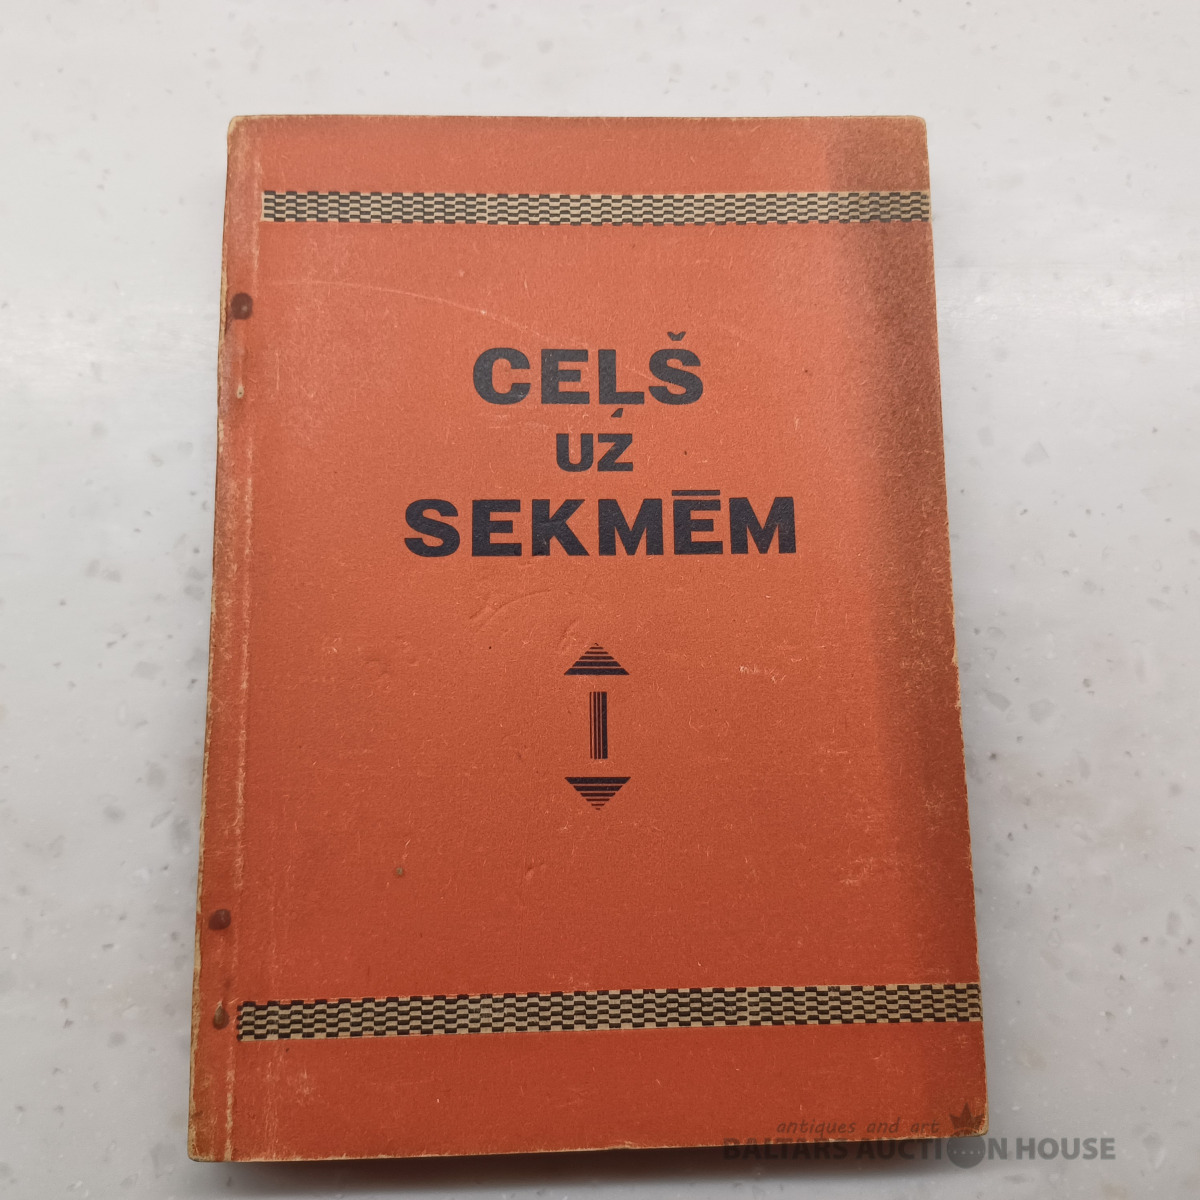 CEĻŠ
UZ
SEKMĒM
antiques and art
BALTARS AUCTION HOUSE